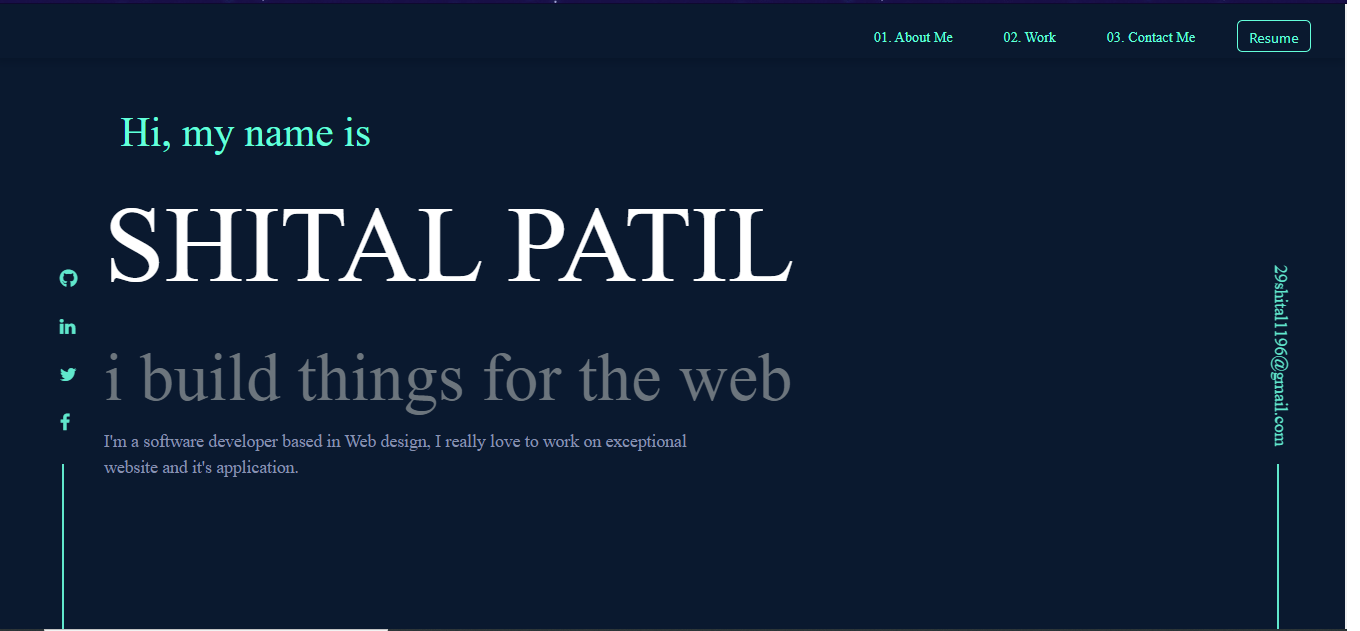 01. About Me
02. Work
03. Contact Me
Resume
Hi, my name is
SHITAL PATIL
i build things for the web
I'm a software developer based in Web design, I really love to work on exceptional
website and it's application.
29shital1196@gmail.com